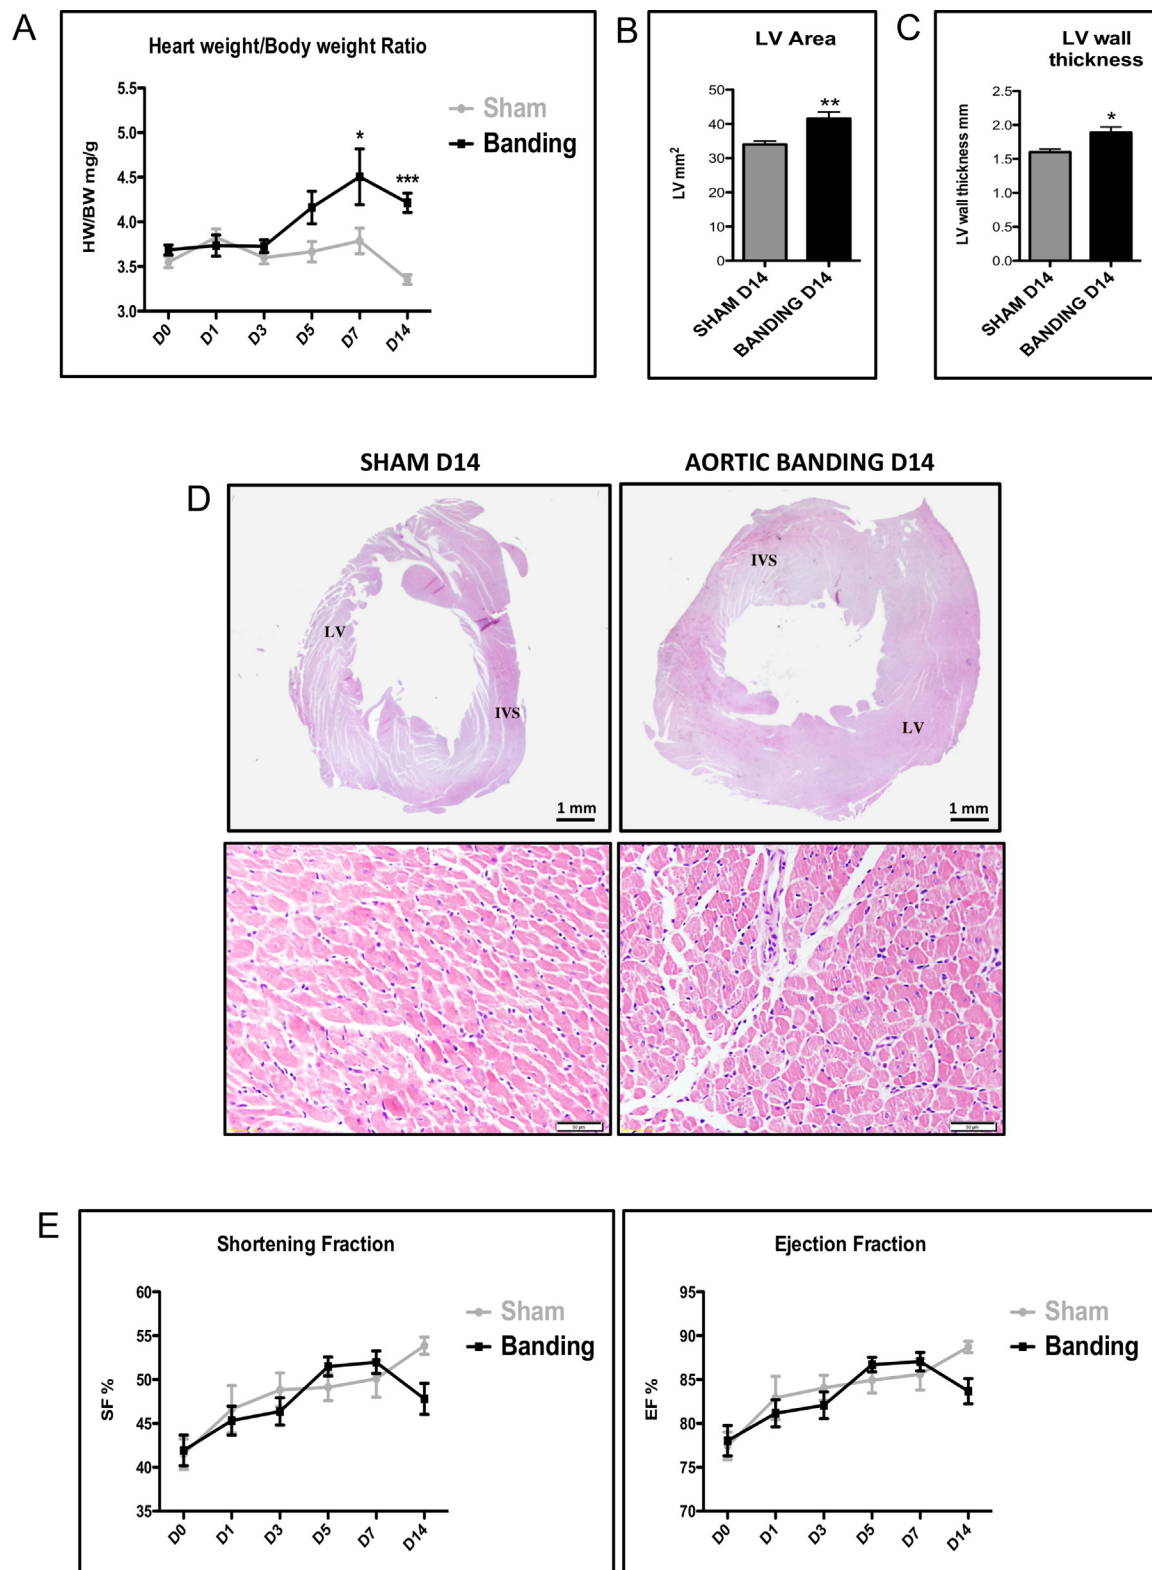 A
Heart weight/Body weight Ratio
5.5
5.0
4.5
4.0
3.5
3.0
HW/BW mg/g
*
***
D0 D1 D3 D5 D7 D14
Sham
Banding
B
LV Area
50
40
30
20
10
0
LV mm²
**
SHAM D14
BANDING D14
C
LV wall
thickness
2.5
2.0
1.5
1.0
0.5
0.0
LV wall thickness mm
*
SHAM D14
BANDING D14
D
SHAM D14
LV
IVS
1 mm
AORTIC BANDING D14
IVS
LV
1 mm
50 µm
50 µm
E
Shortening Fraction
60
55
50
45
40
35
SF %
D0 D1 D3 D5 D7 D14
Sham
Banding
Ejection Fraction
95
90
85
80
75
70
EF %
D0 D1 D3 D5 D7 D14
Sham
Banding